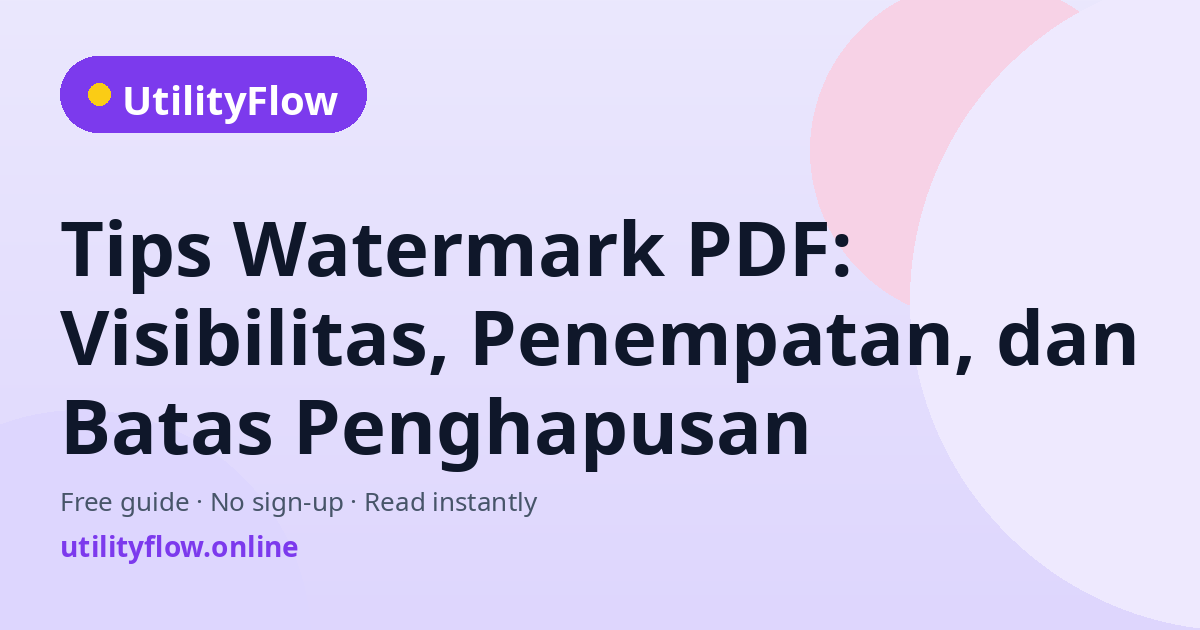 UtilityFlow
Tips Watermark PDF:
Visibilitas, Penempatan, dan
Batas Penghapusan
Free guide · No sign-up · Read instantly
utilityflow.online